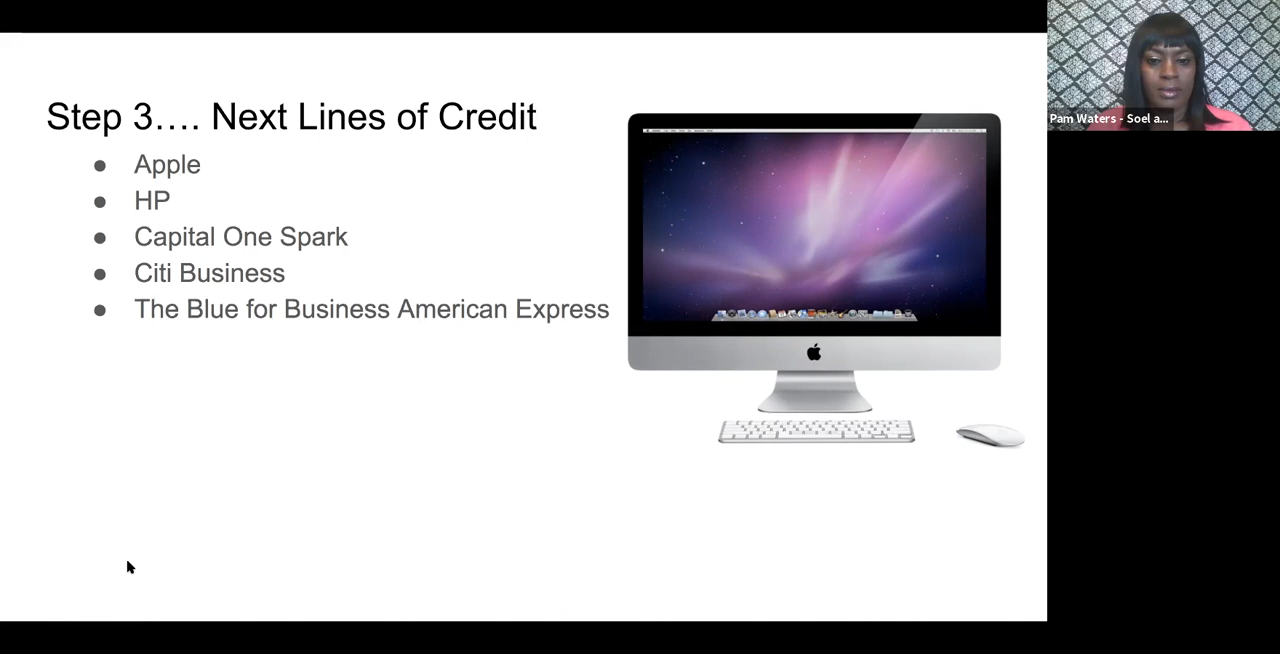 Step 3…. Next Lines of Credit
● Apple
● HP
● Capital One Spark
● Citi Business
● The Blue for Business American Express
Pam Waters - Soel a...